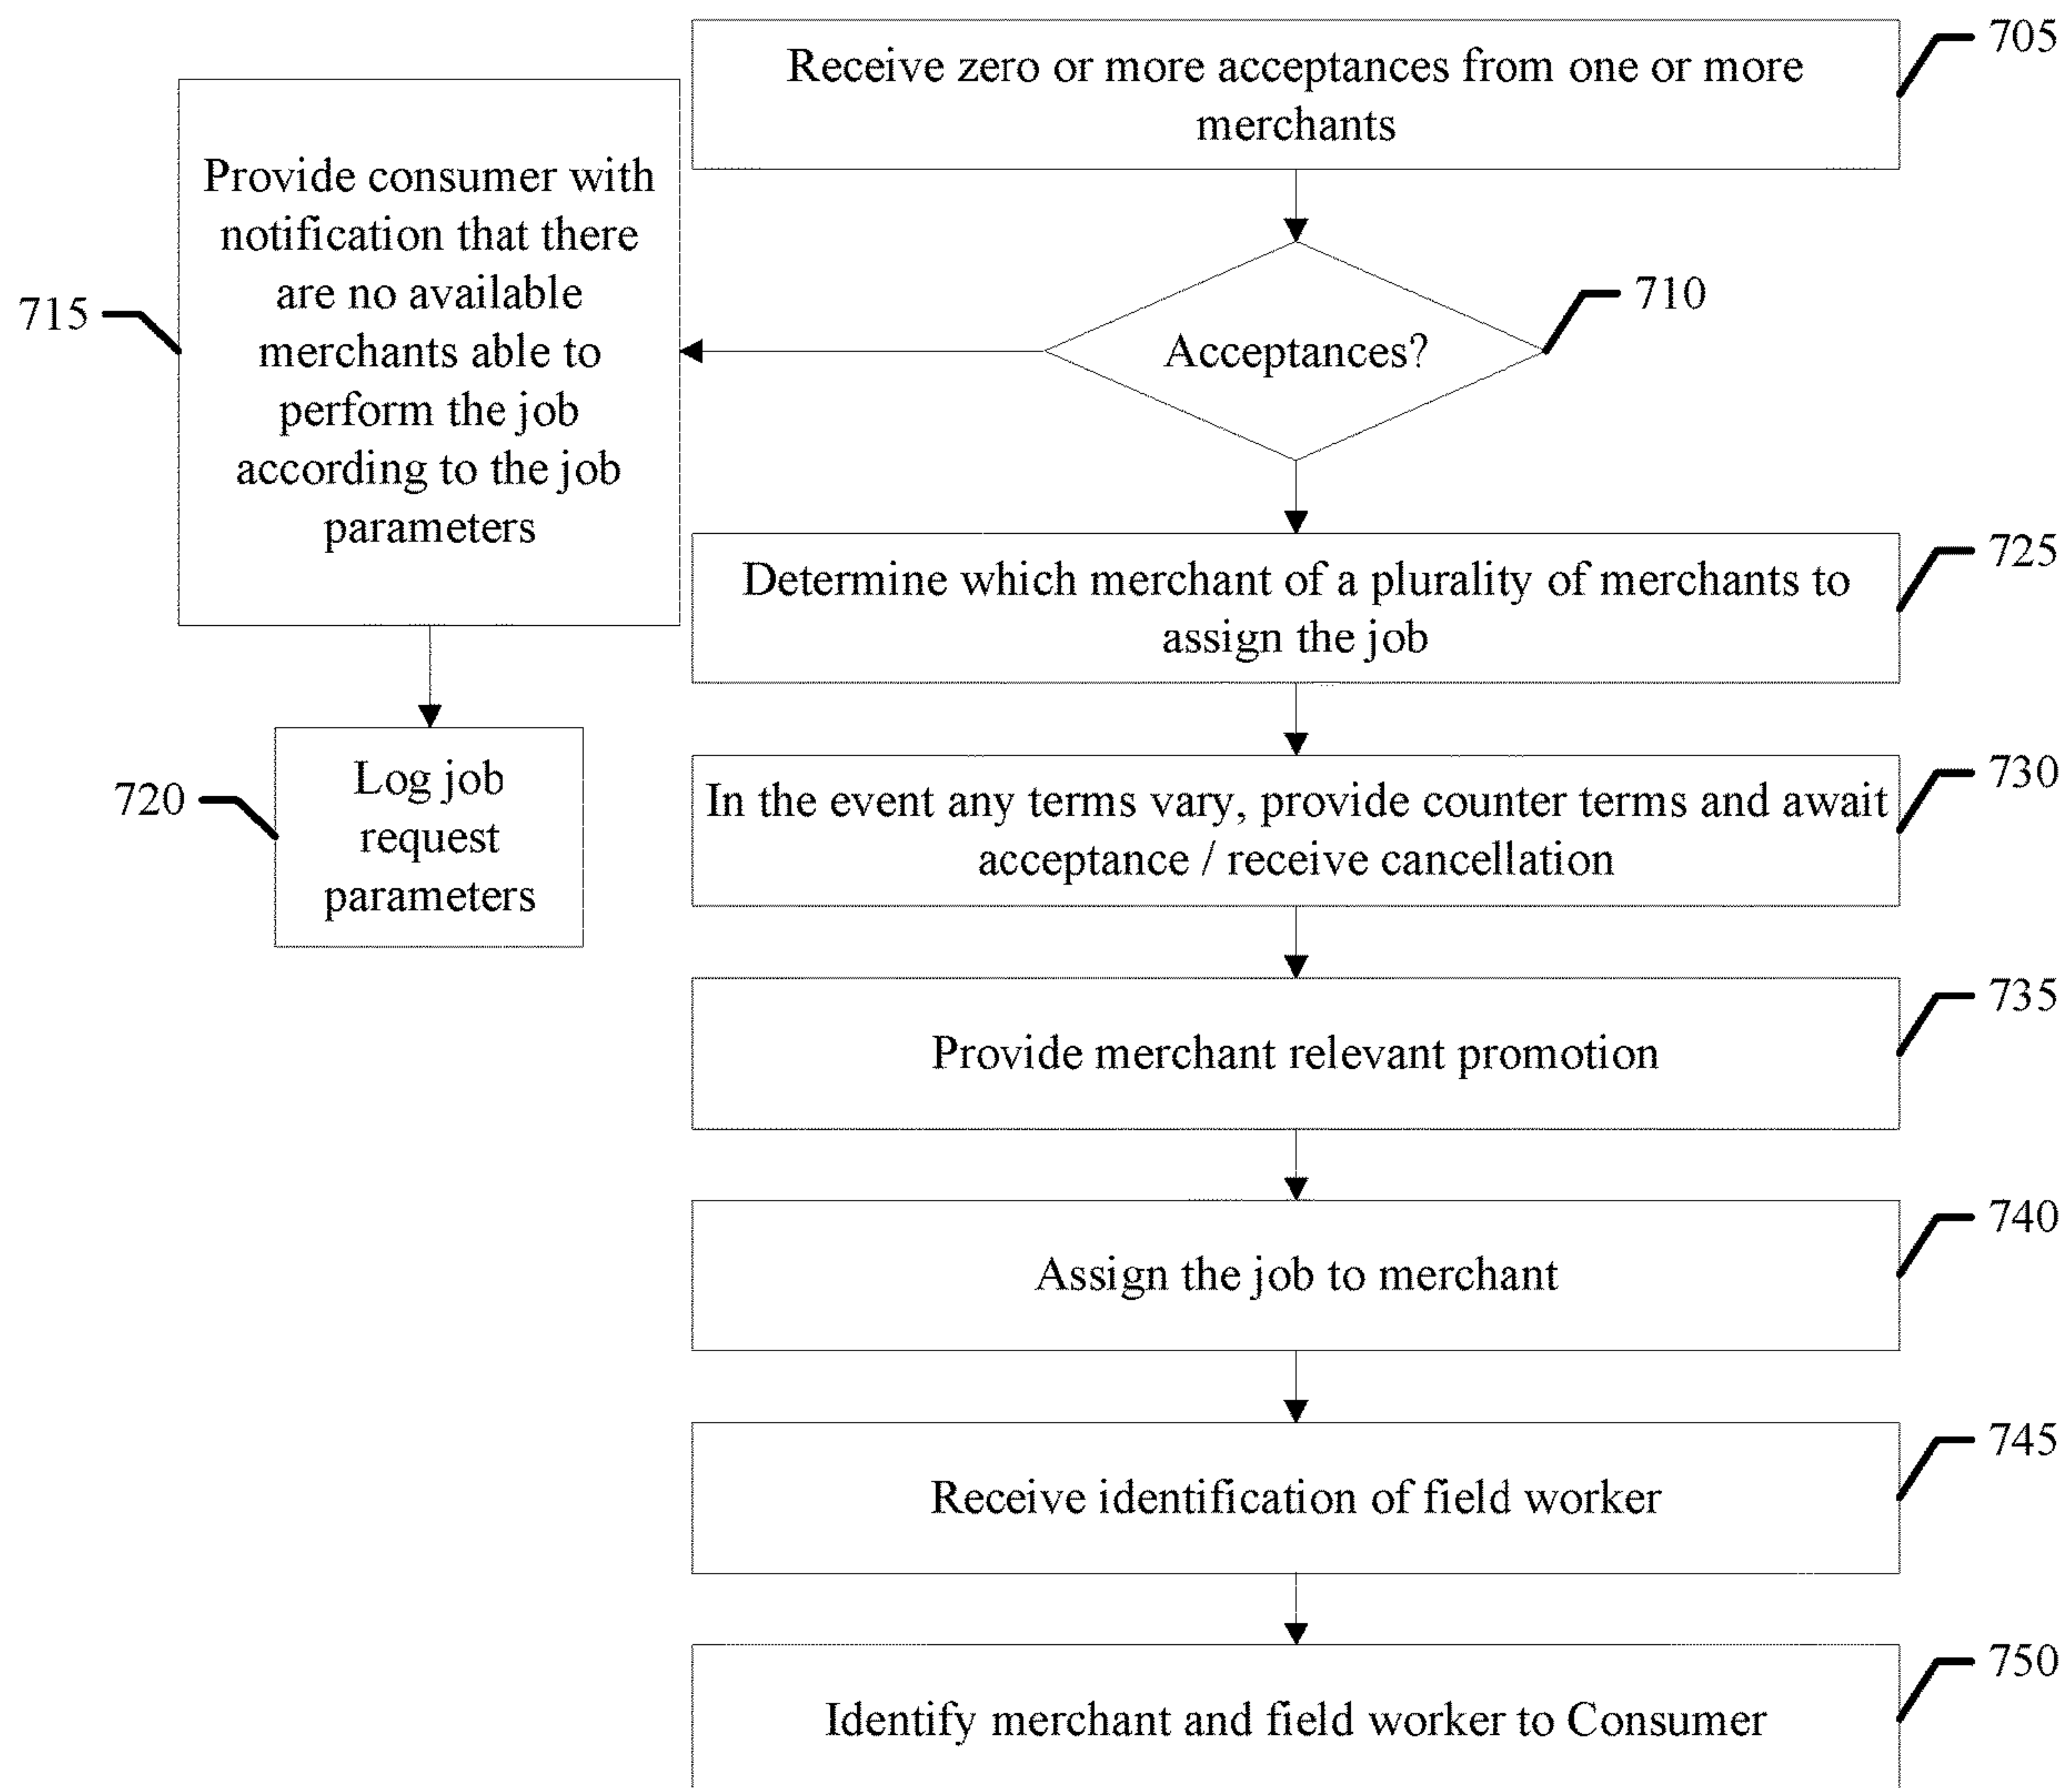 Receive zero or more acceptances from one or more
merchants
705
Acceptances?
710
Provide consumer with
notification that there
are no available
merchants able to
perform the job
according to the job
parameters
715
Log job
request
parameters
720
Determine which merchant of a plurality of merchants to
assign the job
725
In the event any terms vary, provide counter terms and await
acceptance / receive cancellation
730
Provide merchant relevant promotion
735
Assign the job to merchant
740
Receive identification of field worker
745
Identify merchant and field worker to Consumer
750